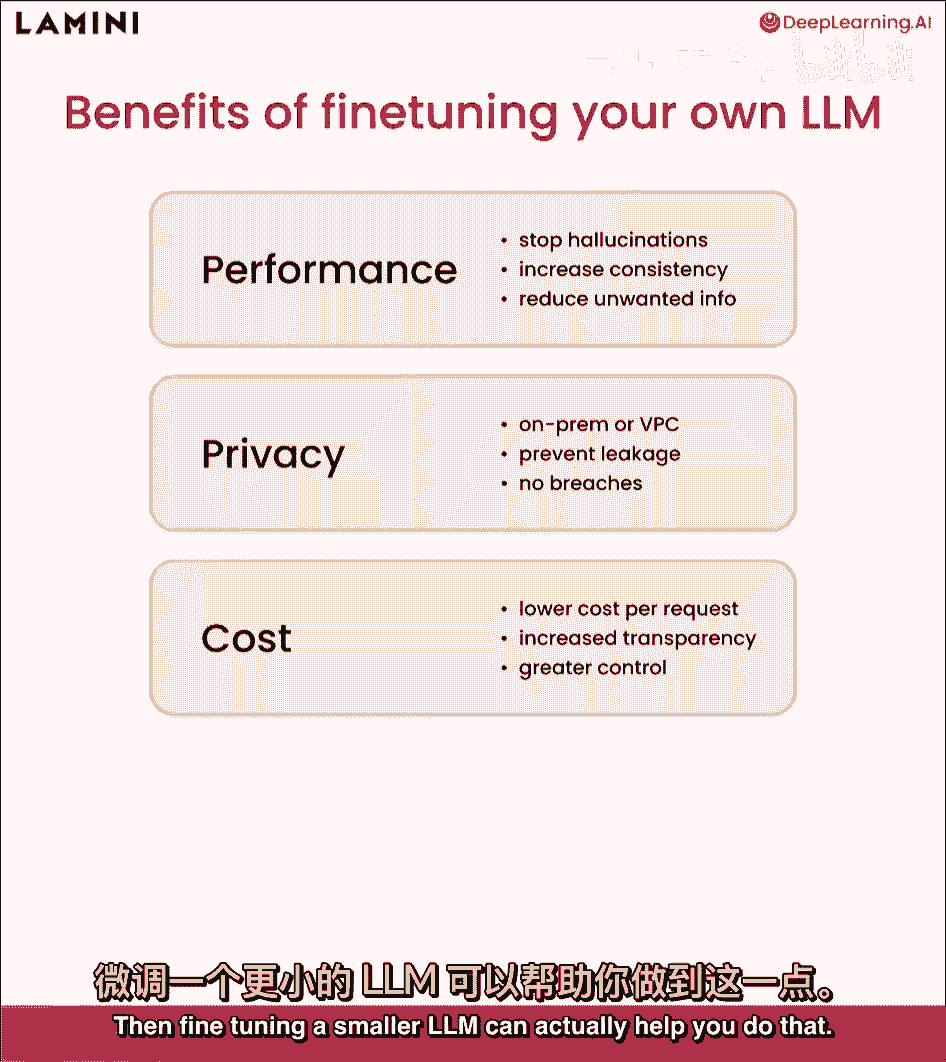 LAMINI
DeepLearning.AI
Benefits of finetuning your own LLM
Performance
• stop hallucinations
• increase consistency
• reduce unwanted info
Privacy
• on-prem or VPC
• prevent leakage
• no breaches
Cost
• lower cost per request
• increased transparency
• greater control
微调一个更小的 LLM 可以帮助你做到这一点。
Then fine tuning a smaller LLM can actually help you do that.